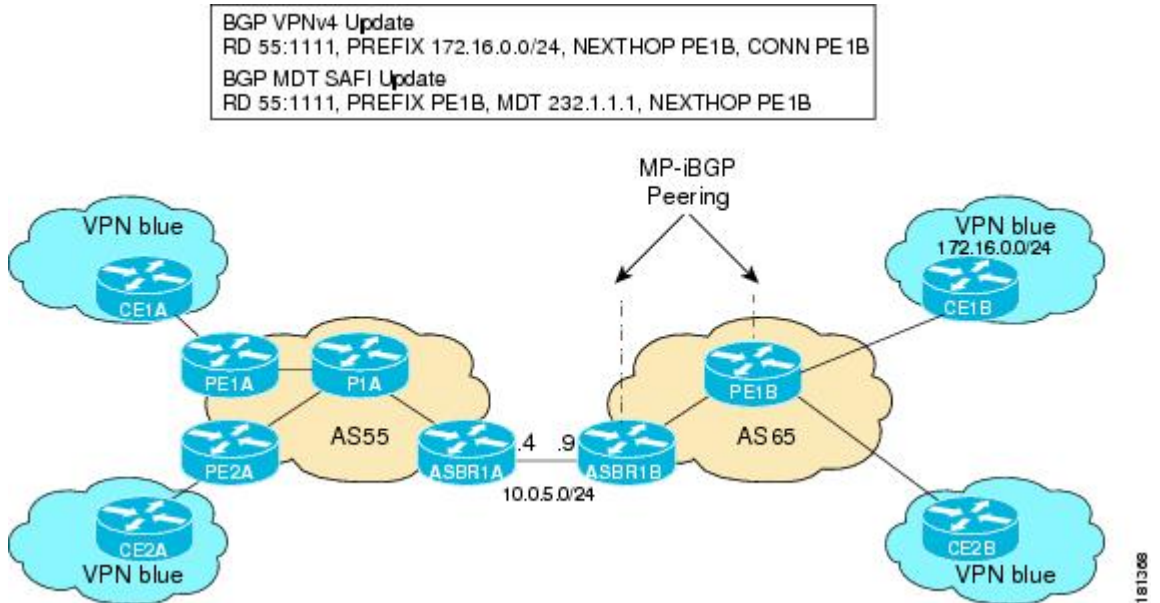 BGP VPNv4 Update
RD 55:1111, PREFIX 172.16.0.0/24, NEXTHOP PE1B, CONN PE1B
BGP MDT SAFI Update
RD 55:1111, PREFIX PE1B, MDT 232.1.1.1, NEXTHOP PE1B
MP-iBGP
Peering
VPN blue
CE1A
VPN blue
172.16.0.0/24
CE1B
PE1A
P1A
PE1B
AS55
AS65
PE2A
ASBR1A
.4
.9
ASBR1B
10.0.5.0/24
CE2A
VPN blue
CE2B
VPN blue
181368